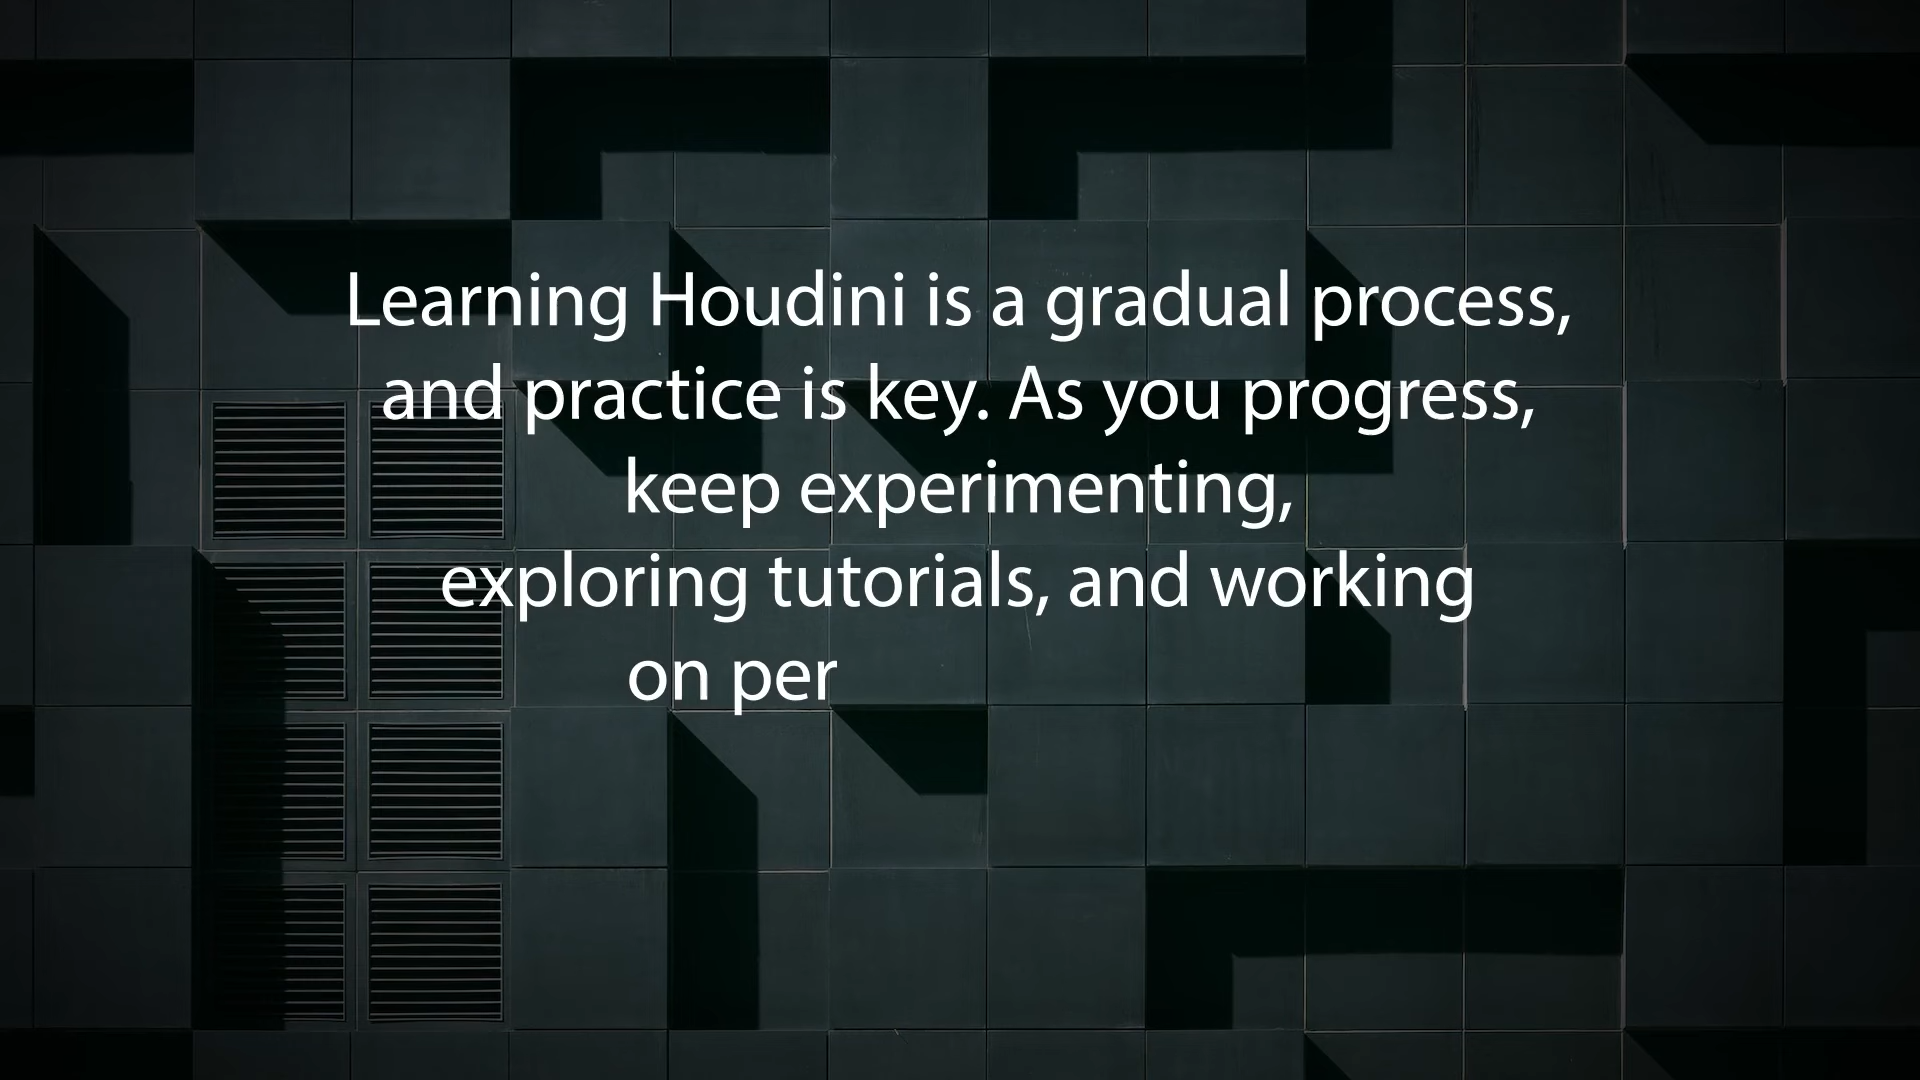 Learning Houdini is a gradual process,
and practice is key. As you progress,
keep experimenting,
exploring tutorials, and working
on per